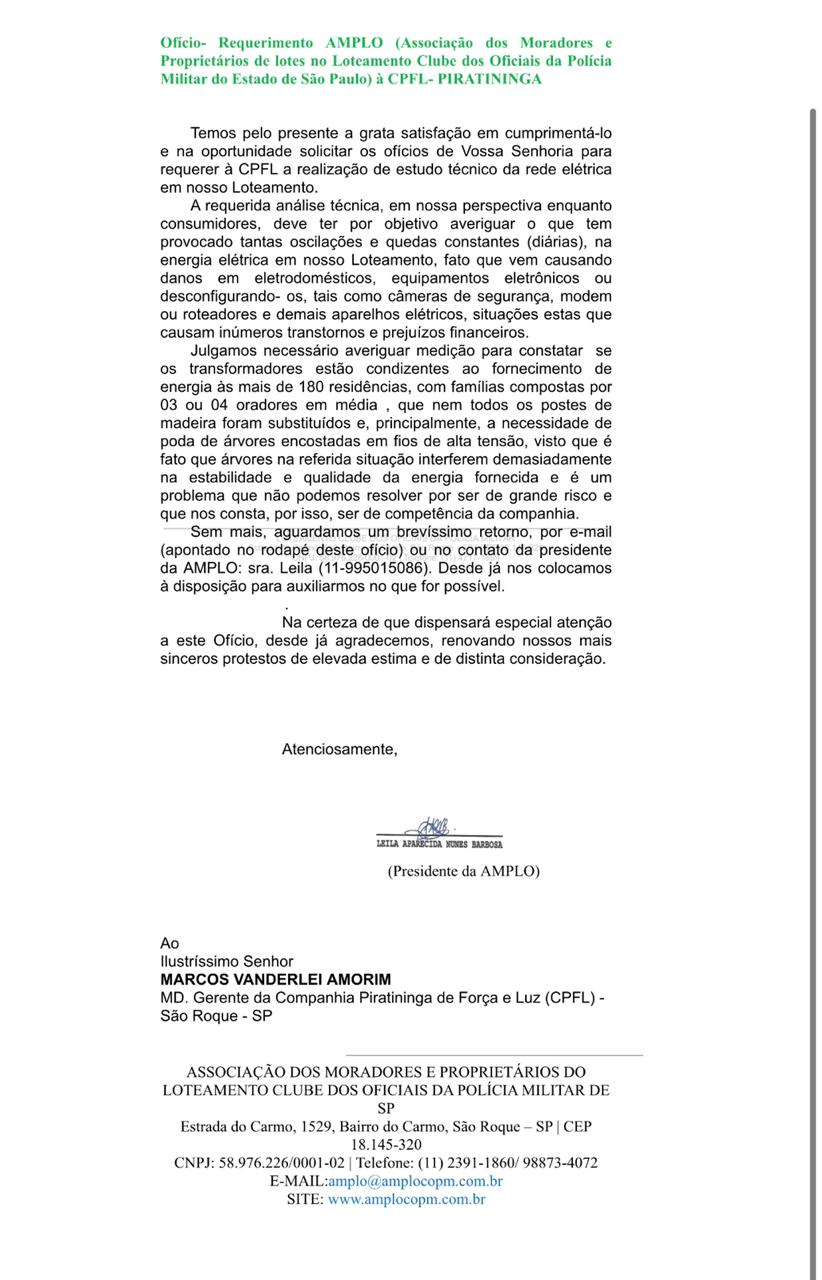 Ofício- Requerimento AMPLO (Associação dos Moradores e
Proprietários de lotes no Loteamento Clube dos Oficiais da Polícia
Militar do Estado de São Paulo) à CPFL- PIRATININGA
Temos pelo presente a grata satisfação em cumprimentá-lo
e na oportunidade solicitar os ofícios de Vossa Senhoria para
requerer à CPFL a realização de estudo técnico da rede elétrica
em nosso Loteamento.
A requerida análise técnica, em nossa perspectiva enquanto
consumidores, deve ter por objetivo averiguar o que tem
provocado tantas oscilações e quedas constantes (diárias), na
energia elétrica em nosso Loteamento, fato que vem causando
danos em eletrodomésticos, equipamentos eletrônicos ou
desconfigurando- os, tais como câmeras de segurança, modem
ou roteadores e demais aparelhos elétricos, situações estas que
causam inúmeros transtornos e prejuízos financeiros.
Julgamos necessário averiguar medição para constatar se
os transformadores estão condizentes ao fornecimento de
energia às mais de 180 residências, com famílias compostas por
03 ou 04 oradores em média , que nem todos os postes de
madeira foram substituídos e, principalmente, a necessidade de
poda de árvores encostadas em fios de alta tensão, visto que é
fato que árvores na referida situação interferem demasiadamente
na estabilidade e qualidade da energia fornecida e é um
problema que não podemos resolver por ser de grande risco e
que nos consta, por isso, ser de competência da companhia.
Sem mais, aguardamos um brevíssimo retorno, por e-mail
(apontado no rodapé deste ofício) ou no contato da presidente
da AMPLO: sra. Leila (11-995015086). Desde já nos colocamos
à disposição para auxiliarmos no que for possível.
.
Na certeza de que dispensará especial atenção
a este Ofício, desde já agradecemos, renovando nossos mais
sinceros protestos de elevada estima e de distinta consideração.
Atenciosamente,
LEILA APARECIDA NUNES BARBOSA
(Presidente da AMPLO)
Ao
Ilustríssimo Senhor
MARCOS VANDERLEI AMORIM
MD. Gerente da Companhia Piratininga de Força e Luz (CPFL) -
São Roque - SP
ASSOCIAÇÃO DOS MORADORES E PROPRIETÁRIOS DO
LOTEAMENTO CLUBE DOS OFICIAIS DA POLÍCIA MILITAR DE
SP
Estrada do Carmo, 1529, Bairro do Carmo, São Roque – SP | CEP
18.145-320
CNPJ: 58.976.226/0001-02 | Telefone: (11) 2391-1860/ 98873-4072
E-MAIL:amplo@amplocopm.com.br
SITE: www.amplocopm.com.br